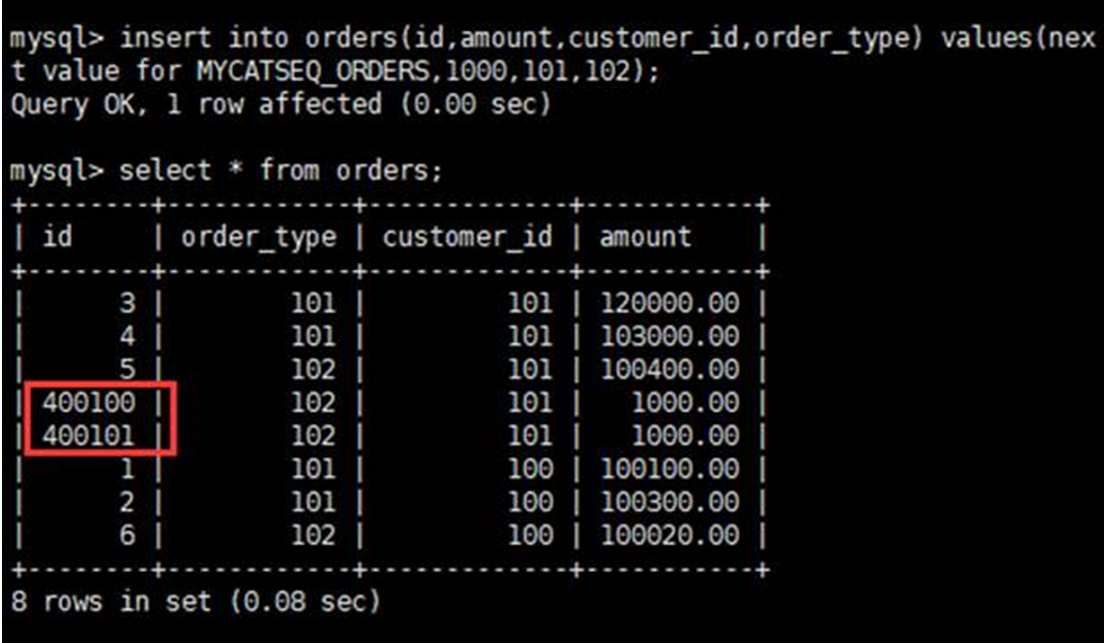 mysql> insert into orders(id,amount,customer_id,order_type) values(nex
t value for MYCATSEQ_ORDERS,1000,101,102);
Query OK, 1 row affected (0.00 sec)
mysql> select * from orders;
+--------+------------+-------------+-----------+
| id     | order_type | customer_id | amount    |
+--------+------------+-------------+-----------+
|      3 |        101 |         101 | 120000.00 |
|      4 |        101 |         101 | 103000.00 |
|      5 |        102 |         101 | 100400.00 |
| 400100 |        102 |         101 |   1000.00 |
| 400101 |        102 |         101 |   1000.00 |
|      1 |        101 |         100 | 100100.00 |
|      2 |        101 |         100 | 100300.00 |
|      6 |        102 |         100 | 100020.00 |
+--------+------------+-------------+-----------+
8 rows in set (0.08 sec)